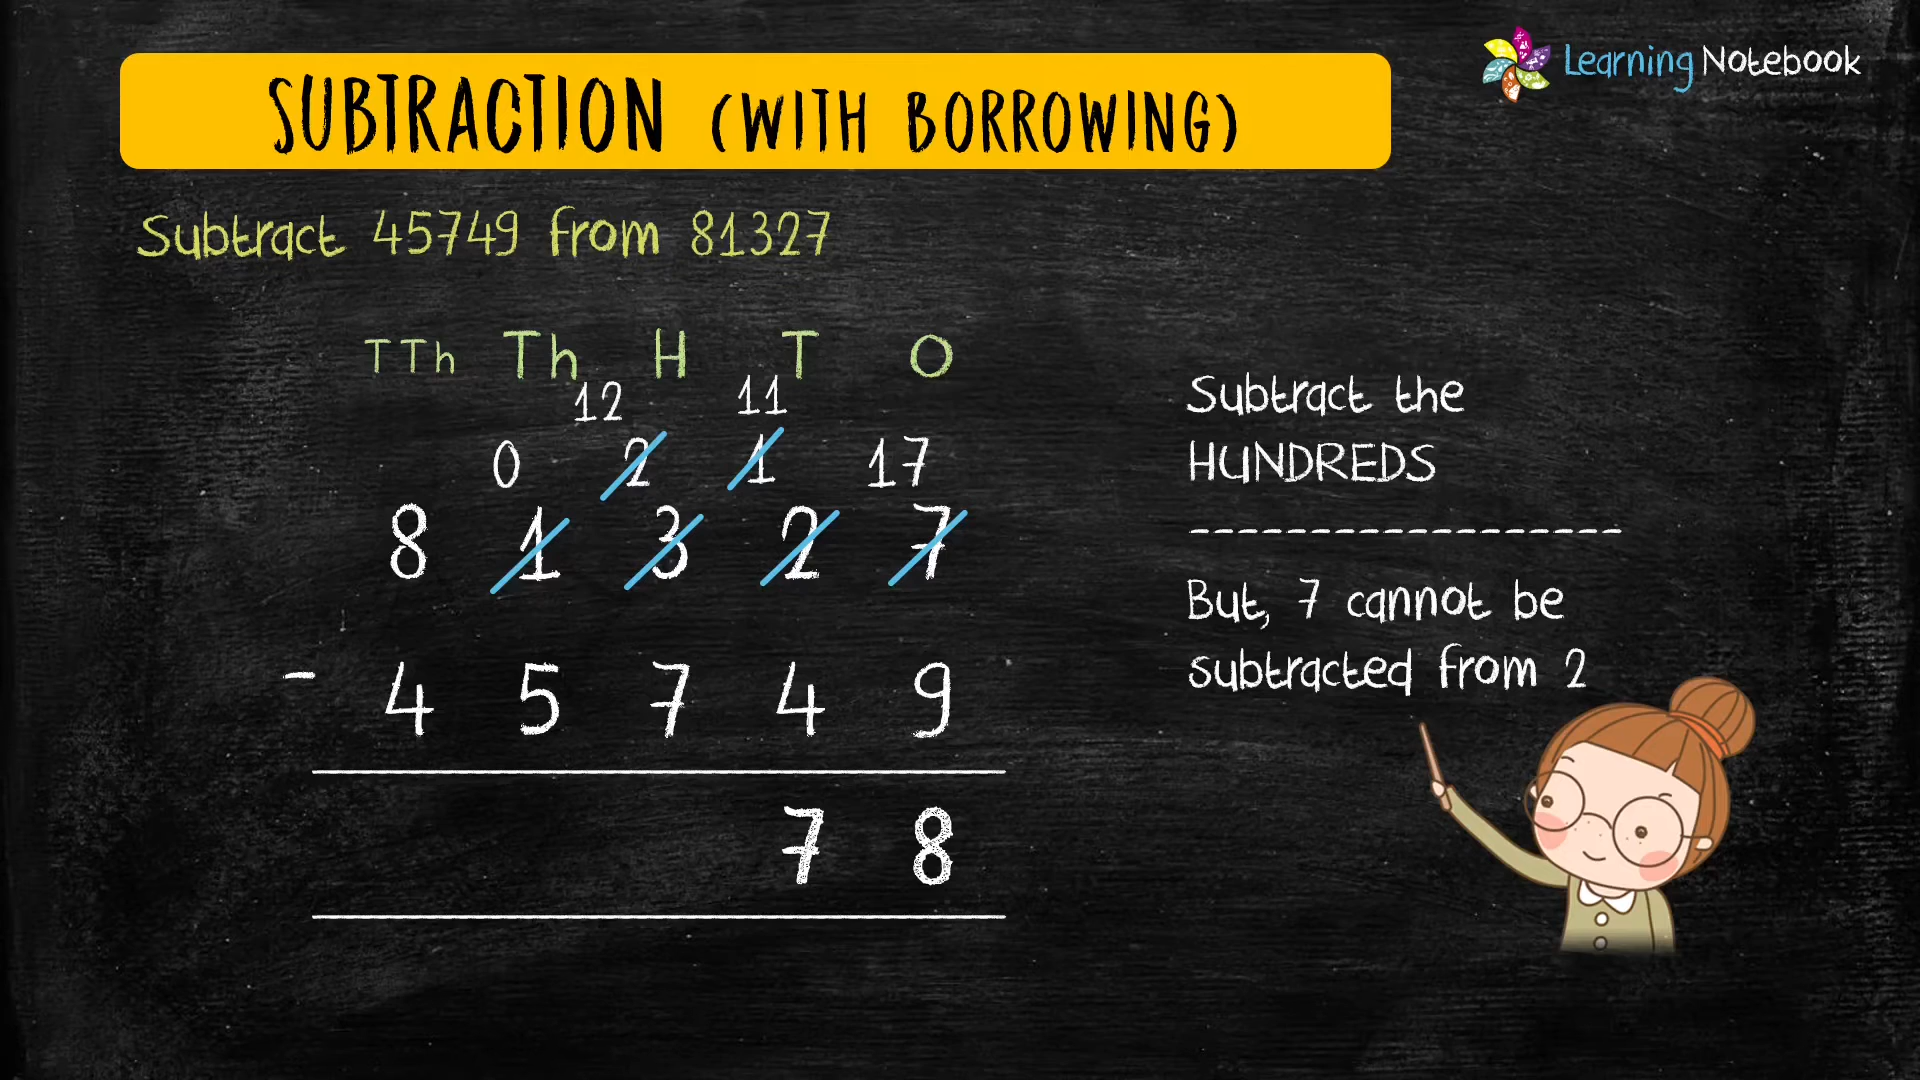 Learning Notebook
SUBTRACTION (WITH BORROWING)
Subtract 45749 from 81327
TTh Th H T O
12 11
0 2 1 17
8 1 3 2 7
- 4 5 7 4 9
7 8
Subtract the
HUNDREDS
------------------
But, 7 cannot be
subtracted from 2